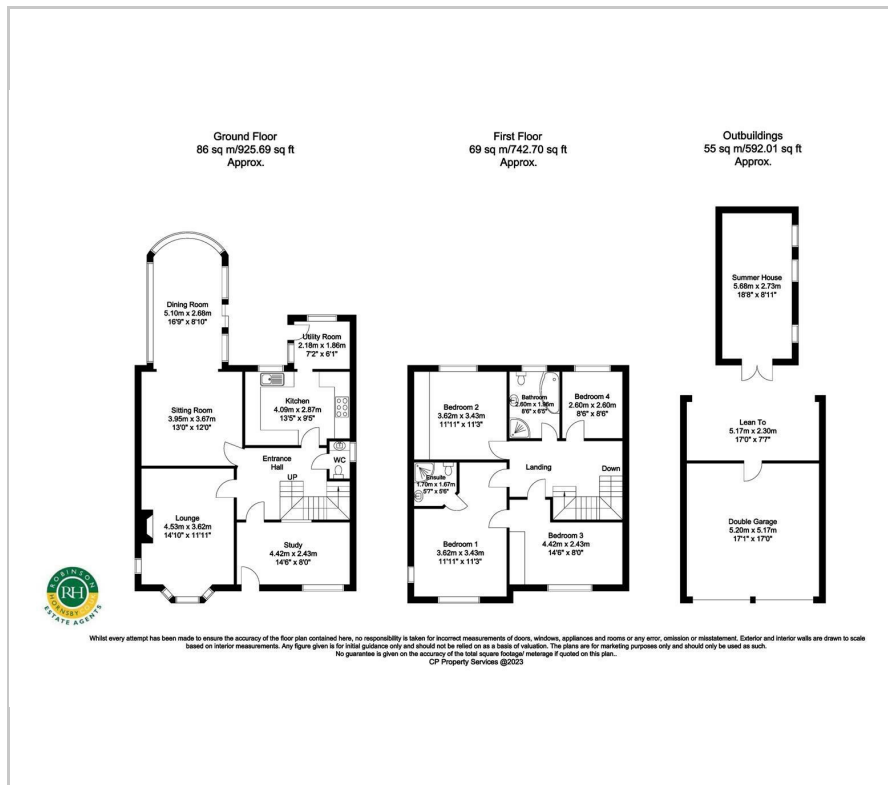 Ground Floor
86 sq m/925.69 sq ft
Approx.
First Floor
69 sq m/742.70 sq ft
Approx.
Outbuildings
55 sq m/592.01 sq ft
Approx.
Dining Room
5.10m x 2.68m
16'9" x 8'10"
Utility Room
2.18m x 1.86m
7'2" x 6'1"
Kitchen
4.09m x 2.87m
13'5" x 9'5"
Sitting Room
3.95m x 3.67m
13'0" x 12'0"
Entrance
Hall
UP
WC
Lounge
4.53m x 3.62m
14'10" x 11'11"
Study
4.42m x 2.43m
14'6" x 8'0"
Bedroom 2
3.62m x 3.43m
11'11" x 11'3"
Bathroom
2.60m x 1.96m
8'6" x 6'5"
Bedroom 4
2.60m x 2.60m
8'6" x 8'6"
Ensuite
1.70m x 1.67m
5'7" x 5'6"
Landing
Down
Bedroom 1
3.62m x 3.43m
11'11" x 11'3"
Bedroom 3
4.42m x 2.43m
14'6" x 8'0"
Summer House
5.68m x 2.73m
18'8" x 8'11"
Lean To
5.17m x 2.30m
17'0" x 7'7"
Double Garage
5.20m x 5.17m
17'1" x 17'0"
ROBINSON
RH
HORNSBY
ESTATE AGENTS
Whilst every attempt has been made to ensure the accuracy of the floor plan contained here, no responsibility is taken for incorrect measurements of doors, windows, appliances and rooms or any error, omission or misstatement. Exterior and interior walls are drawn to scale
based on interior measurements. Any figure given is for initial guidance only and should not be relied on as a basis of valuation. The plans are for marketing purposes only and should only be used as such.
No guarantee is given on the accuracy of the total square footage/ meterage if quoted on this plan..
CP Property Services @2023